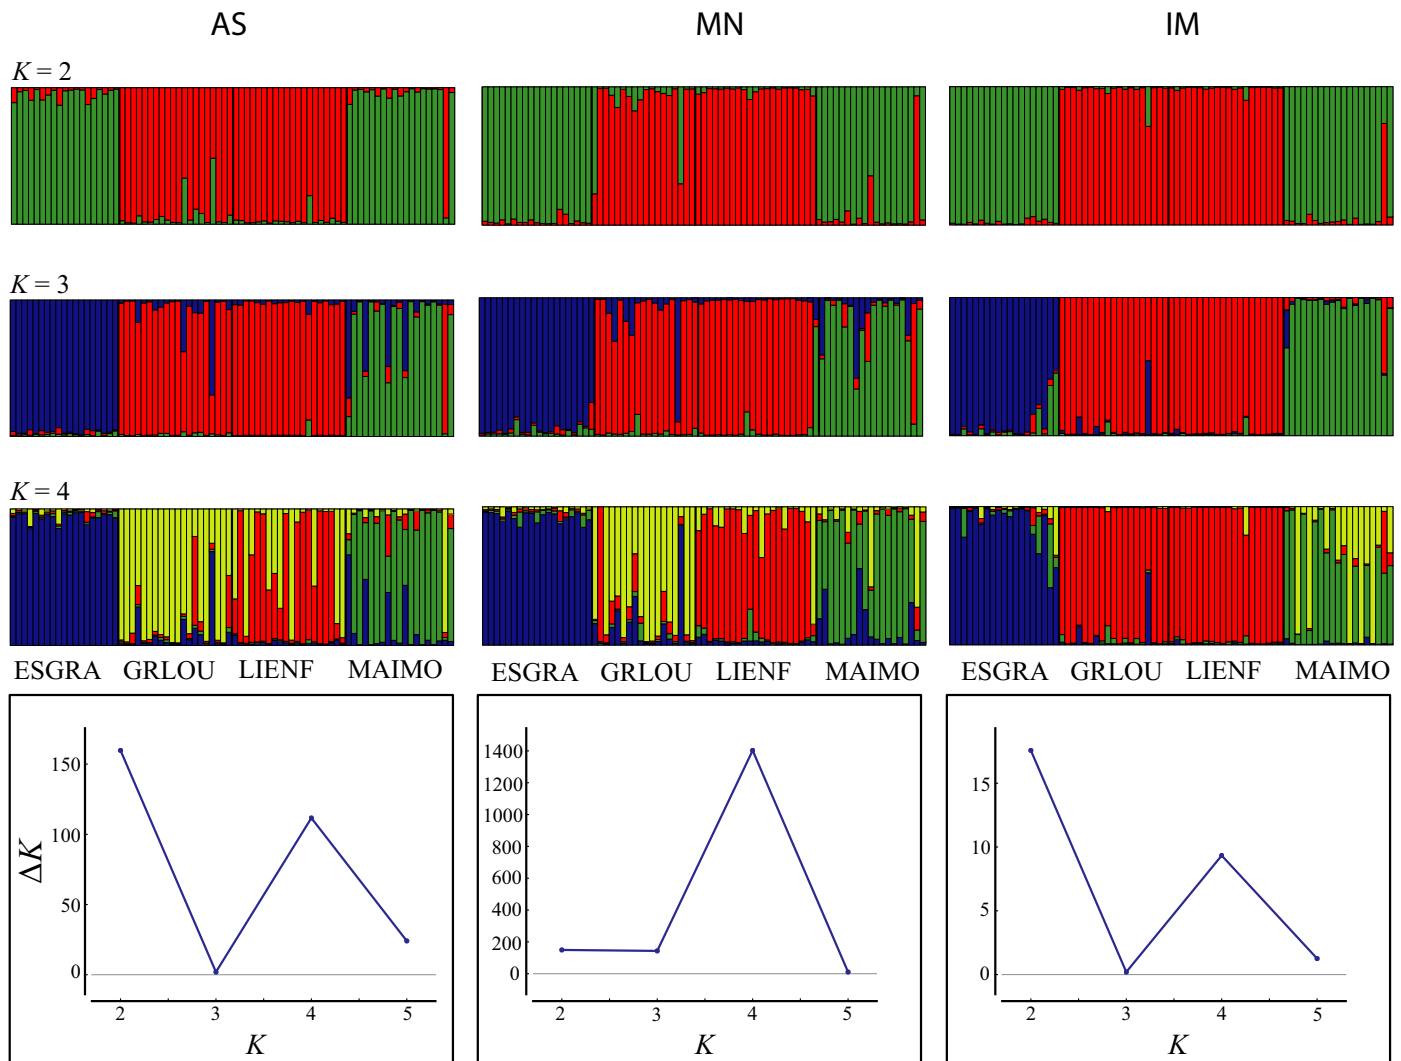 AS MN IM
K = 2
K = 3
K = 4
ESGRA GRLOU LIENF MAIMO ESGRA GRLOU LIENF MAIMO ESGRA GRLOU LIENF MAIMO
ΔK
150
100
50
0
2 3 4 5
K
1400
1200
1000
800
600
400
200
0
2 3 4 5
K
15
10
5
0
2 3 4 5
K